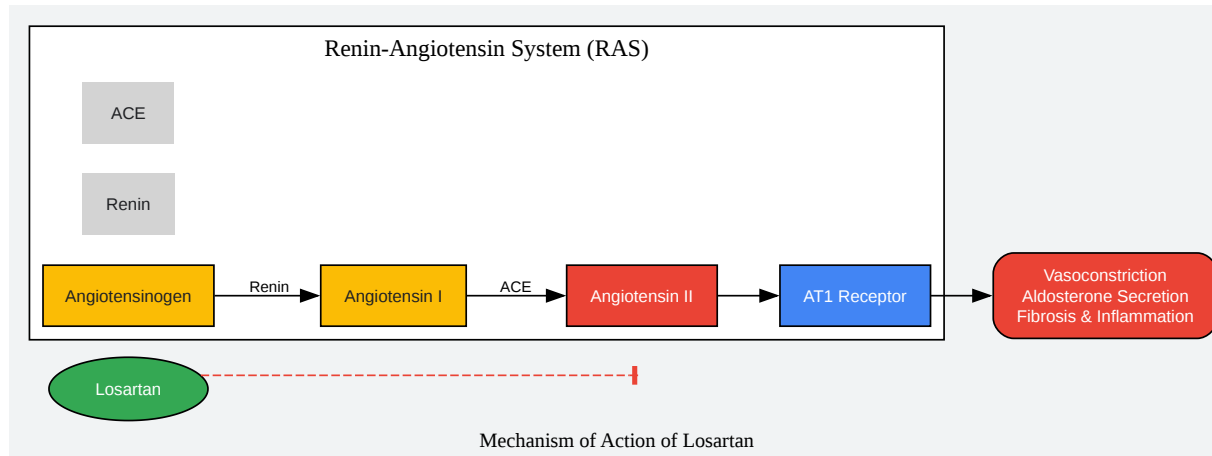 Renin-Angiotensin System (RAS)
ACE
Renin
Angiotensinogen
Renin
Angiotensin I
ACE
Angiotensin II
AT1 Receptor
Vasoconstriction
Aldosterone Secretion
Fibrosis & Inflammation
Losartan
Mechanism of Action of Losartan